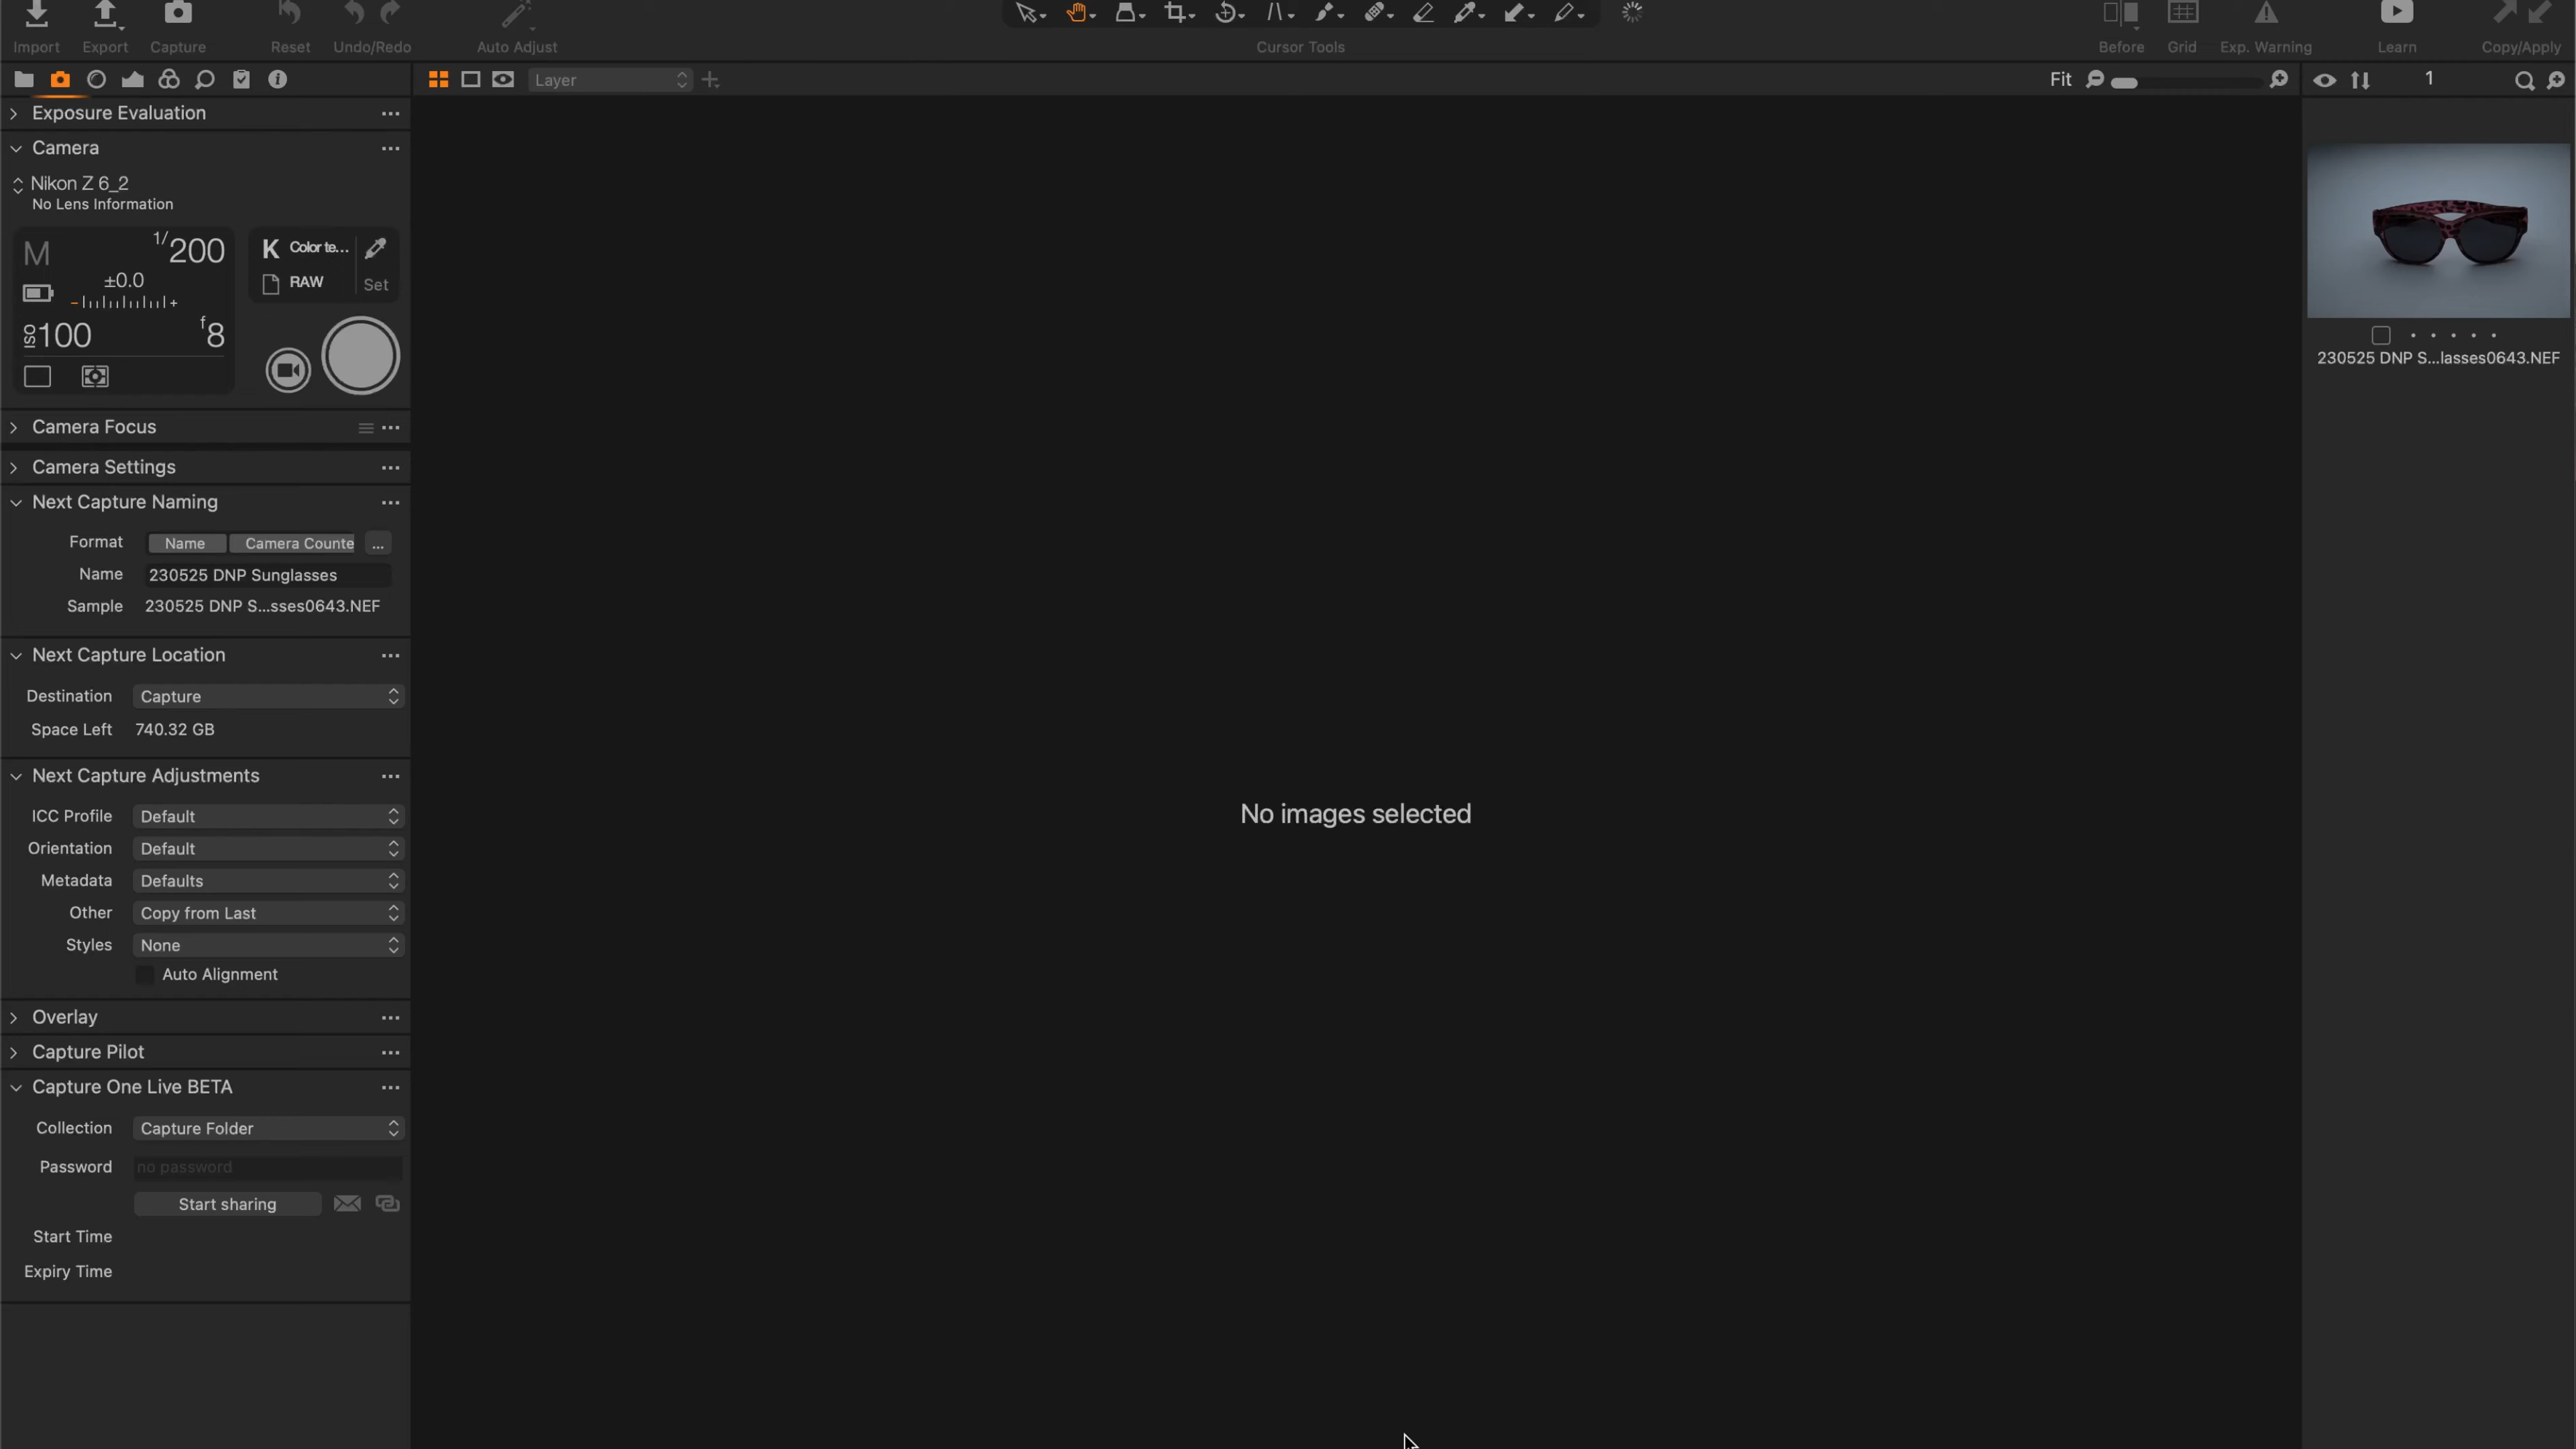 Import Export Capture Reset Undo/Redo Auto Adjust Cursor Tools Before Grid Exp. Warning Learn Copy/Apply
Layer Fit 1
Exposure Evaluation
Camera
Nikon Z 6_2
No Lens Information
M 1/200
±0.0
ISO 100 f8
K Color te...
RAW Set
Camera Focus
Camera Settings
Next Capture Naming
Format Name Camera Counte ...
Name 230525 DNP Sunglasses
Sample 230525 DNP S...sses0643.NEF
Next Capture Location
Destination Capture
Space Left 740.32 GB
Next Capture Adjustments
ICC Profile Default
Orientation Default
Metadata Defaults
Other Copy from Last
Styles None
Auto Alignment
Overlay
Capture Pilot
Capture One Live BETA
Collection Capture Folder
Password no password
Start sharing
Start Time
Expiry Time
No images selected
230525 DNP S...lasses0643.NEF